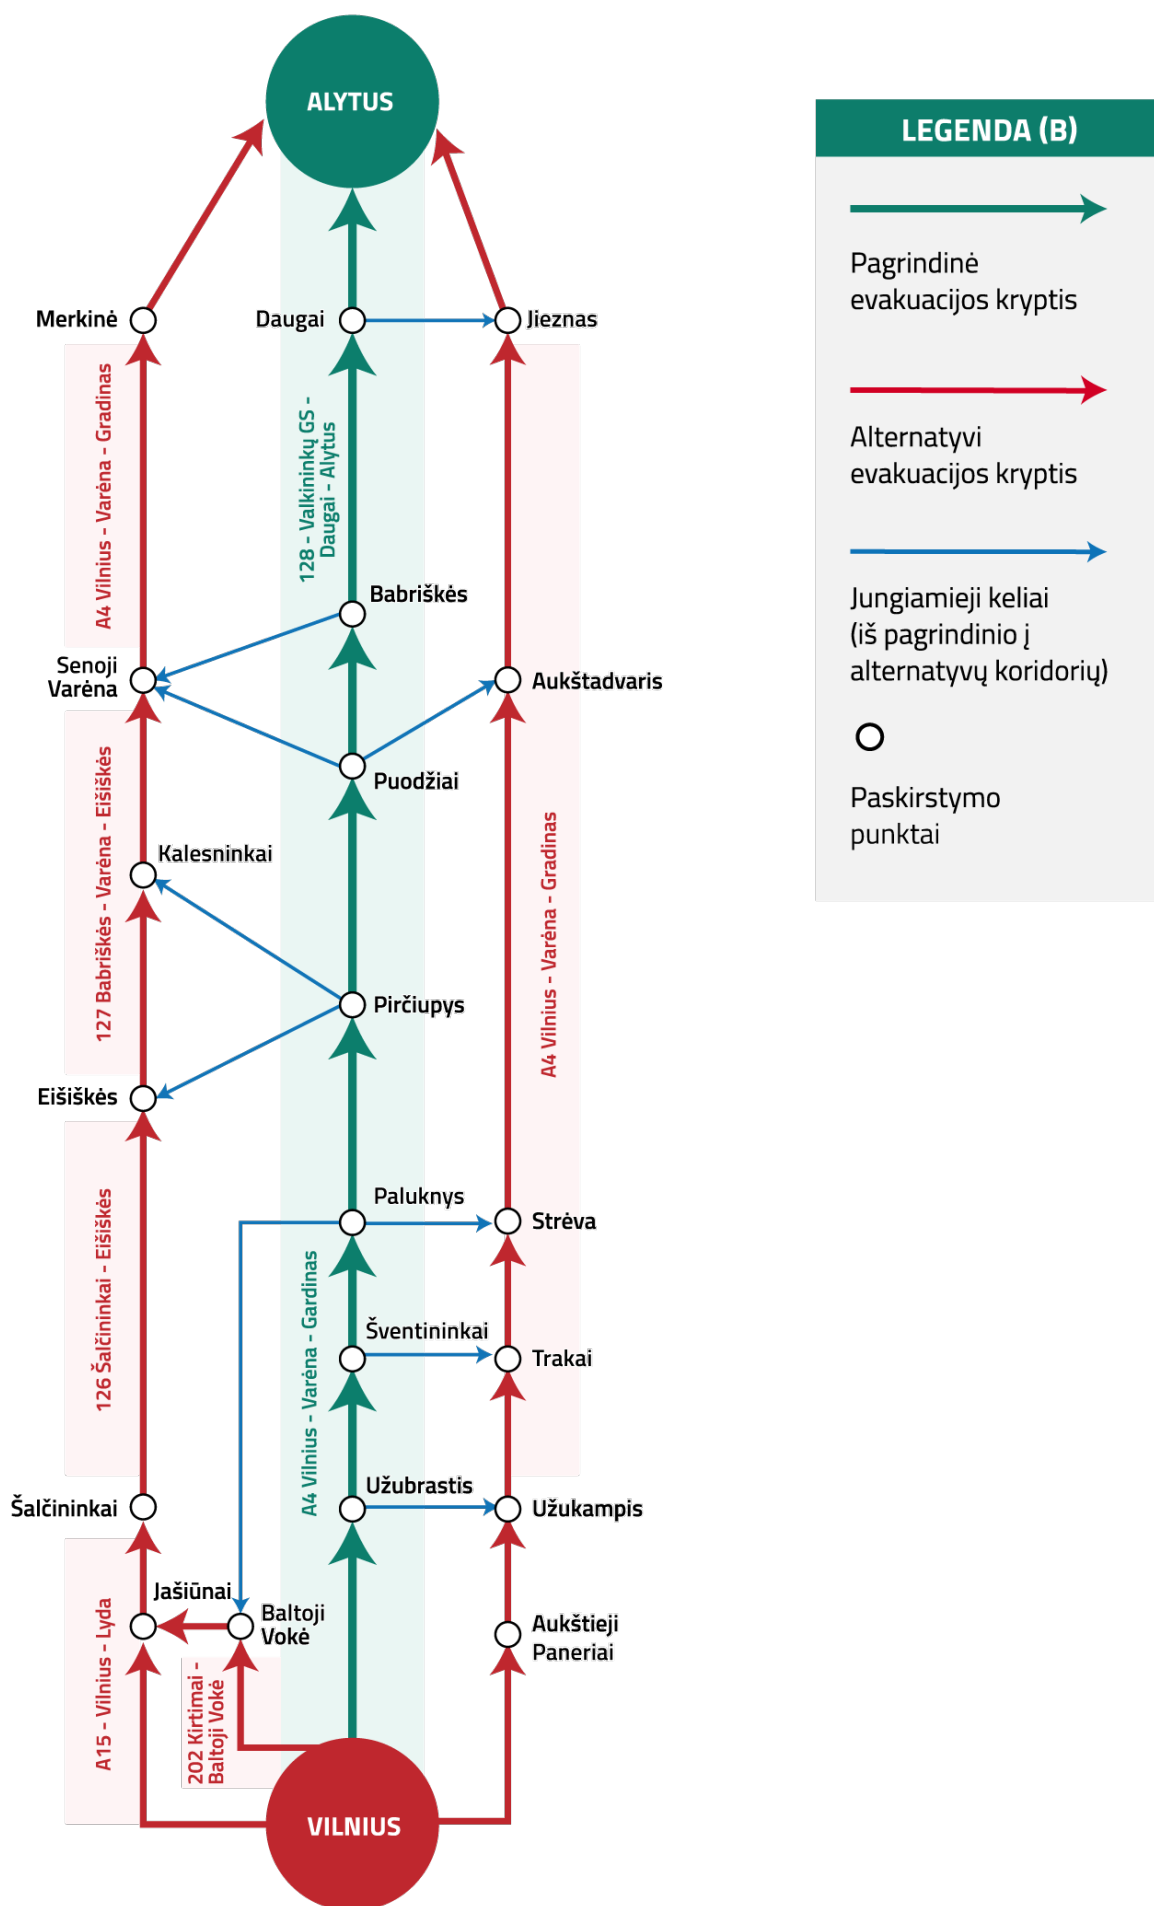 ALYTUS
LEGENDA (B)
Pagrindinė
evakuacijos kryptis
Alternatyvi
evakuacijos kryptis
Jungiamieji keliai
(iš pagrindinio į
alternatyvų koridorių)
Paskirstymo
punktai
Merkinė
Daugai
Jieznas
A4 Vilnius - Varėna - Gradinas
128 - Valkininkų GS -
Daugai - Alytus
Babriškės
Senoji
Varėna
Aukštadvaris
Puodžiai
127 Babriškės - Varėna - Eišiškės
Kalesninkai
A4 Vilnius - Varėna - Gradinas
Pirčiupys
Eišiškės
126 Šalčininkai - Eišiškės
Paluknys
Strėva
A4 Vilnius - Varėna - Gardinas
Šventininkai
Trakai
Užubrastis
Šalčininkai
Užukampis
Jašiūnai
Baltoji
Vokė
Aukštieji
Paneriai
A15 - Vilnius - Lyda
202 Kirtimai -
Baltoji Vokė
VILNIUS